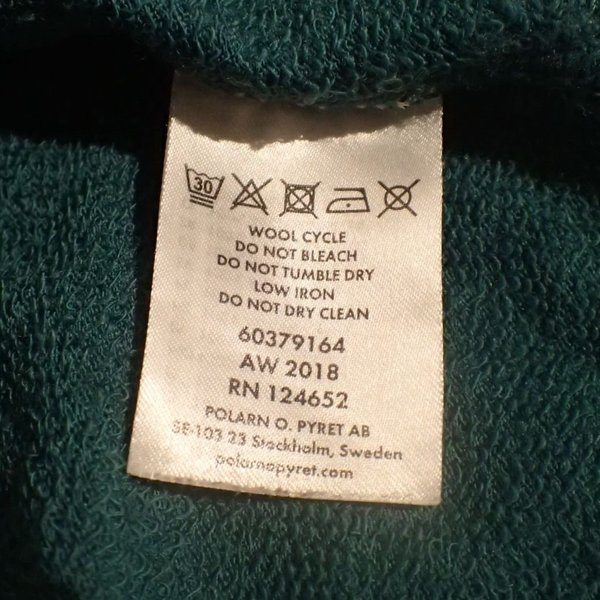 30
WOOL CYCLE
DO NOT BLEACH
DO NOT TUMBLE DRY
LOW IRON
DO NOT DRY CLEAN
60379164
AW 2018
RN 124652
POLARN O. PYRET AB
SE-103 23 Stockholm, Sweden
polarnopyret.com